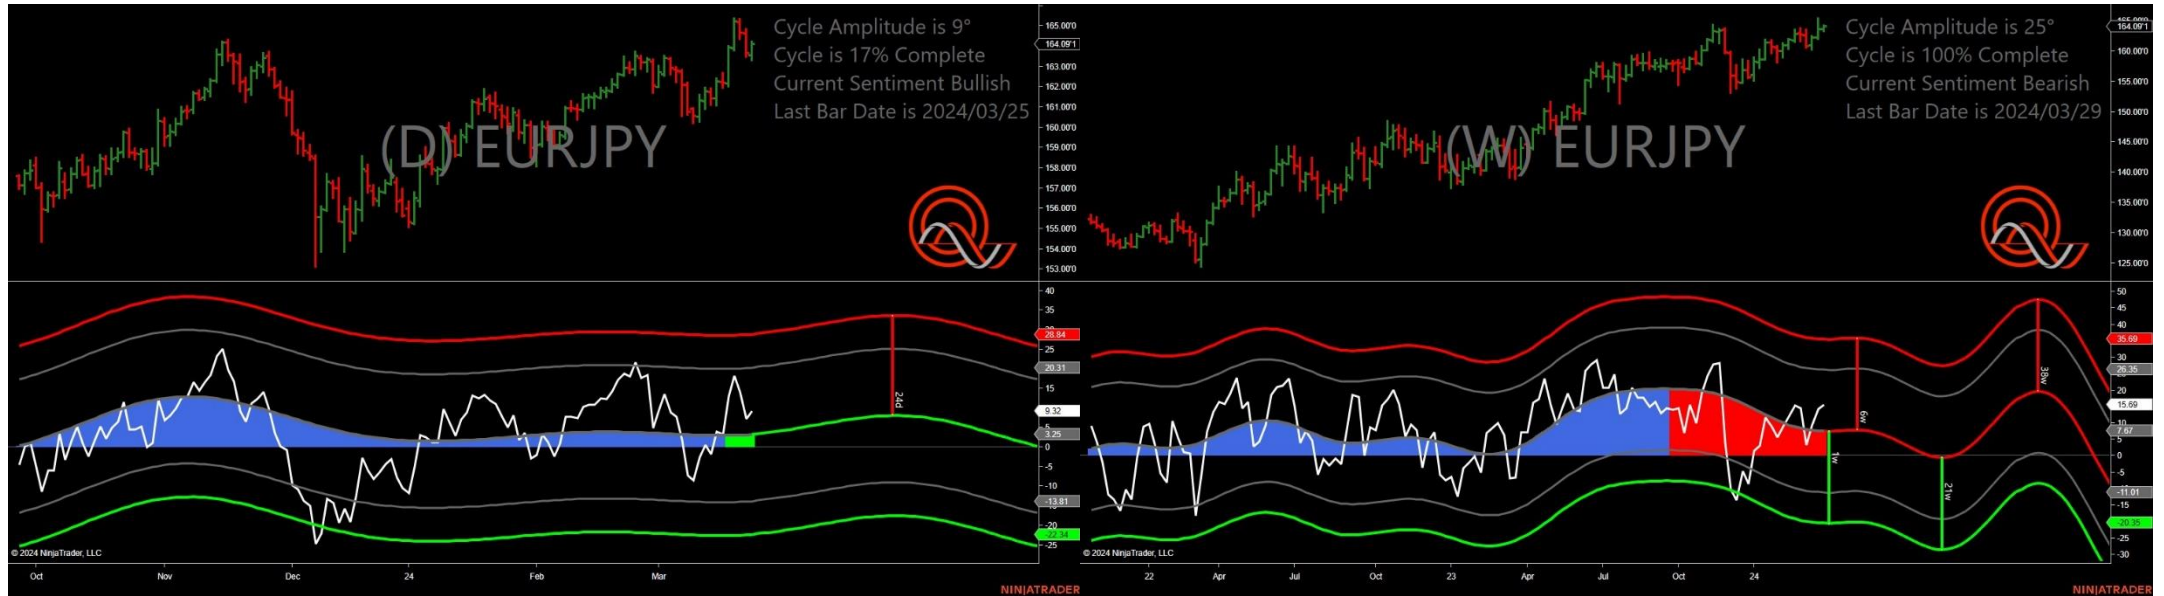 Cycle Amplitude is 9°
Cycle is 17% Complete
Current Sentiment Bullish
Last Bar Date is 2024/03/25
(D) EURJPY
165.00'0
164.09'1
163.00'0
162.00'0
161.00'0
160.00'0
159.00'0
158.00'0
157.00'0
156.00'0
155.00'0
154.00'0
153.00'0
40
35
28.84
25
20.31
15
9.32
5
3.25
0
-5
-10
-13.81
-20
-22.34
-25
24d
© 2024 NinjaTrader, LLC
Oct
Nov
Dec
24
Feb
Mar
NINJATRADER
Cycle Amplitude is 25°
Cycle is 100% Complete
Current Sentiment Bearish
Last Bar Date is 2024/03/29
(W) EURJPY
164.09'1
160.00'0
155.00'0
150.00'0
145.00'0
140.00'0
135.00'0
130.00'0
125.00'0
50
45
40
35.69
30
26.35
20
15.69
10
7.67
5
0
-5
-11.01
-15
-20.35
-25
-30
6w
1w
21w
38w
© 2024 NinjaTrader, LLC
22
Apr
Jul
Oct
23
Apr
Jul
Oct
24
NINJATRADER